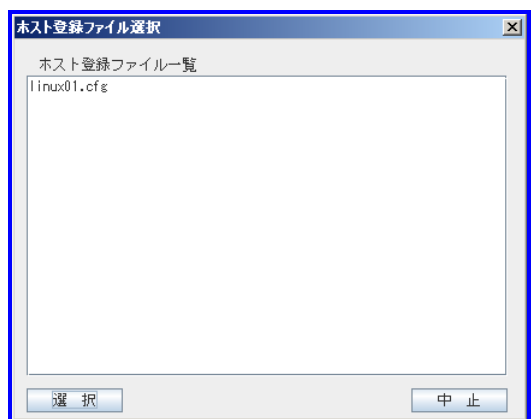 ホスト登録ファイル選択
ホスト登録ファイル一覧
linux01.cfg
選 択
中 止